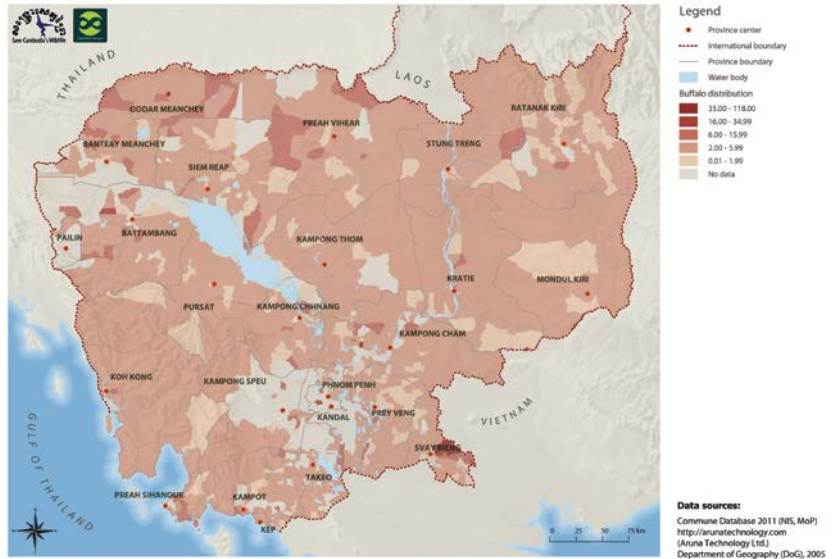 Save Cambodia's Wildlife
THAILAND
LAOS
VIETNAM
GULF OF THAILAND
ODDAR MEANCHEY
PREAH VIHEAR
RATANAK KIRI
BANTEAY MEANCHEY
STUNG TRENG
SIEM REAP
PAILIN
BATTAMBANG
KAMPONG THOM
KRATIE
MONDUL KIRI
PURSAT
KAMPONG CHHNANG
KAMPONG CHAM
KOH KONG
KAMPONG SPEU
PHNOM PENH
KANDAL
PREY VENG
SVAY RIENG
TAKEO
PREAH SIHANOUK
KAMPOT
KEP
0 25 50 75 km
Legend
Province center
International boundary
Province boundary
Water body
Buffalo distribution
35.00 - 118.00
16.00 - 34.99
6.00 - 15.99
2.00 - 5.99
0.01 - 1.99
No data
Data sources:
Commune Database 2011 (NIS, MoP)
http://arunatechnology.com
(Aruna Technology Ltd.)
Department of Geography (DoG), 2005